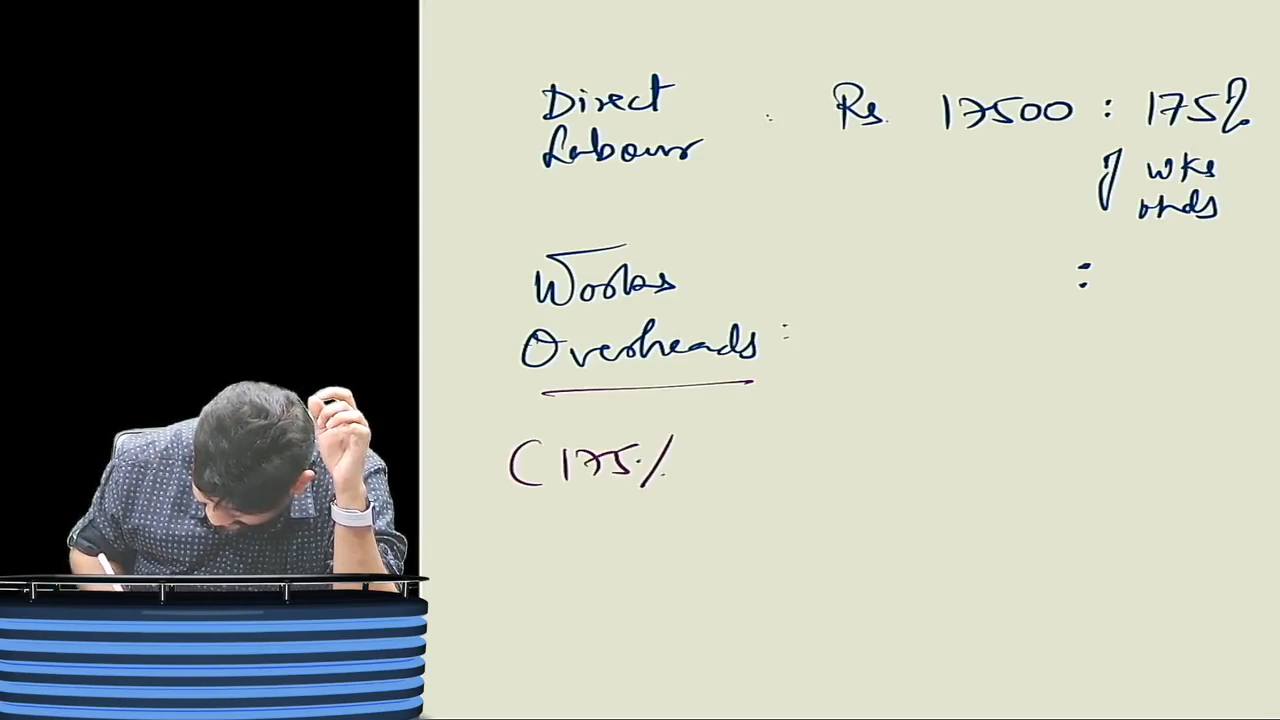 Direct
Labour : Rs. 17500 : 175%
of wks
ohds
Works :
Overheads :
(175%